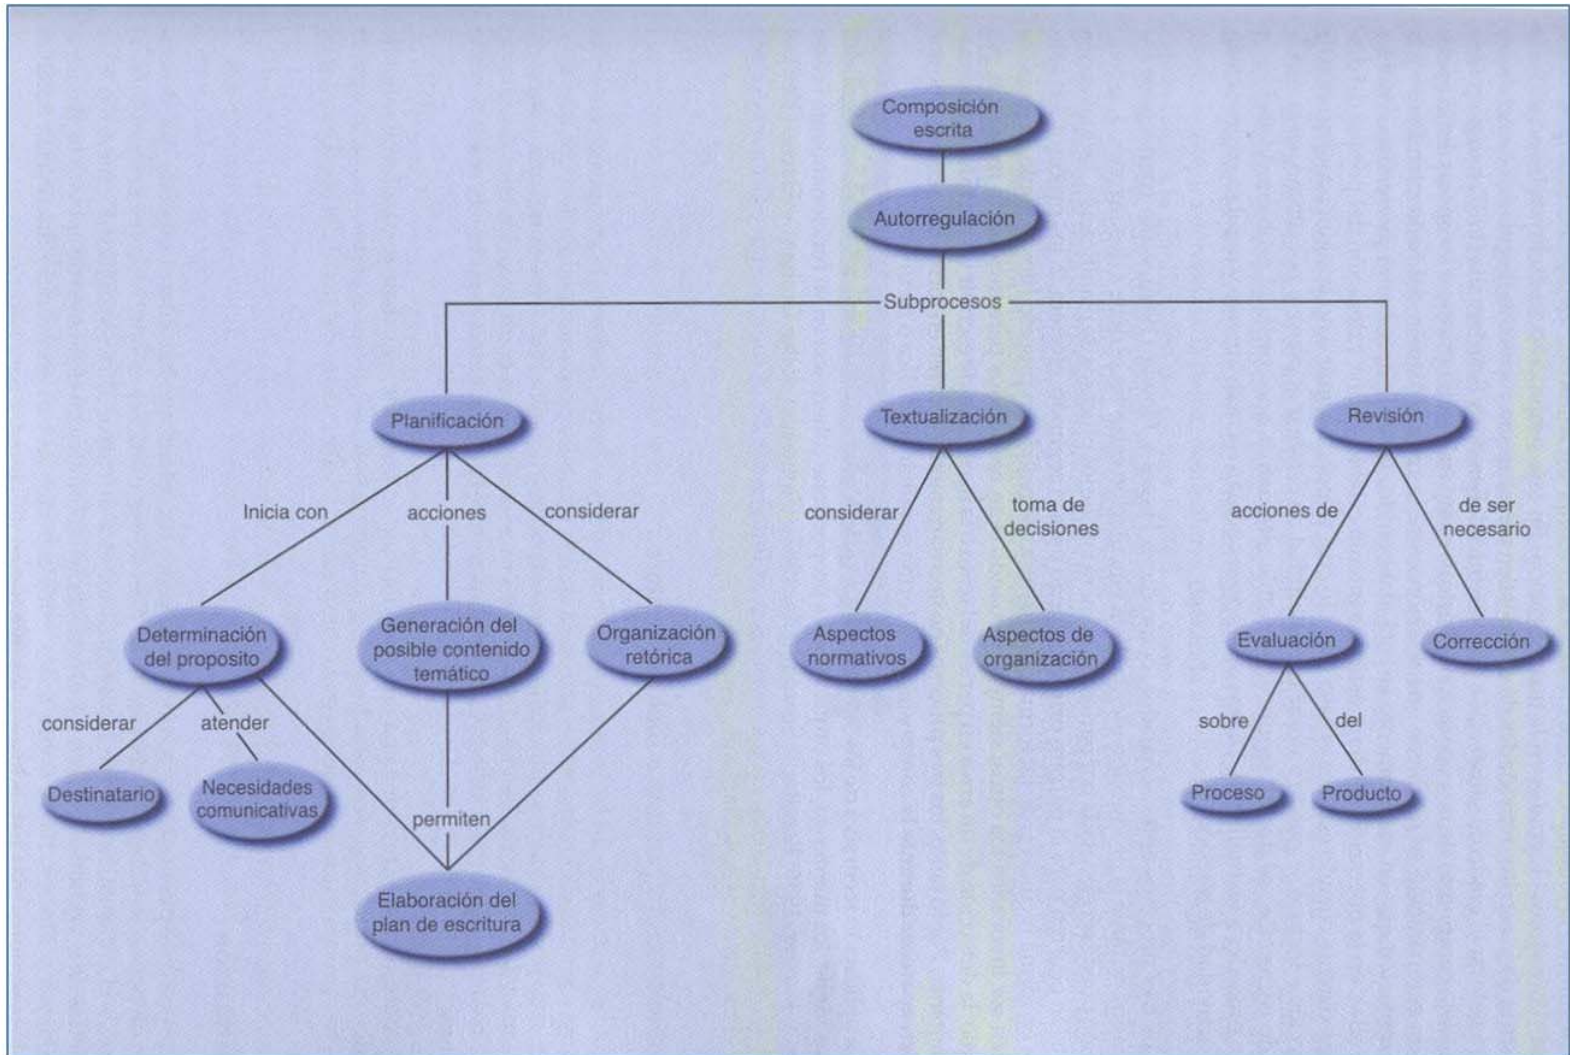 Composición
escrita
Autorregulación
Subprocesos
Planificación
Textualización
Revisión
Inicia con
acciones
considerar
considerar
toma de
decisiones
acciones de
de ser
necesario
Determinación
del proposito
Generación del
posible contenido
temático
Organización
retórica
Aspectos
normativos
Aspectos de
organización
Evaluación
Corrección
considerar
atender
sobre
del
Destinatario
Necesidades
comunicativas
Proceso
Producto
permiten
Elaboración del
plan de escritura